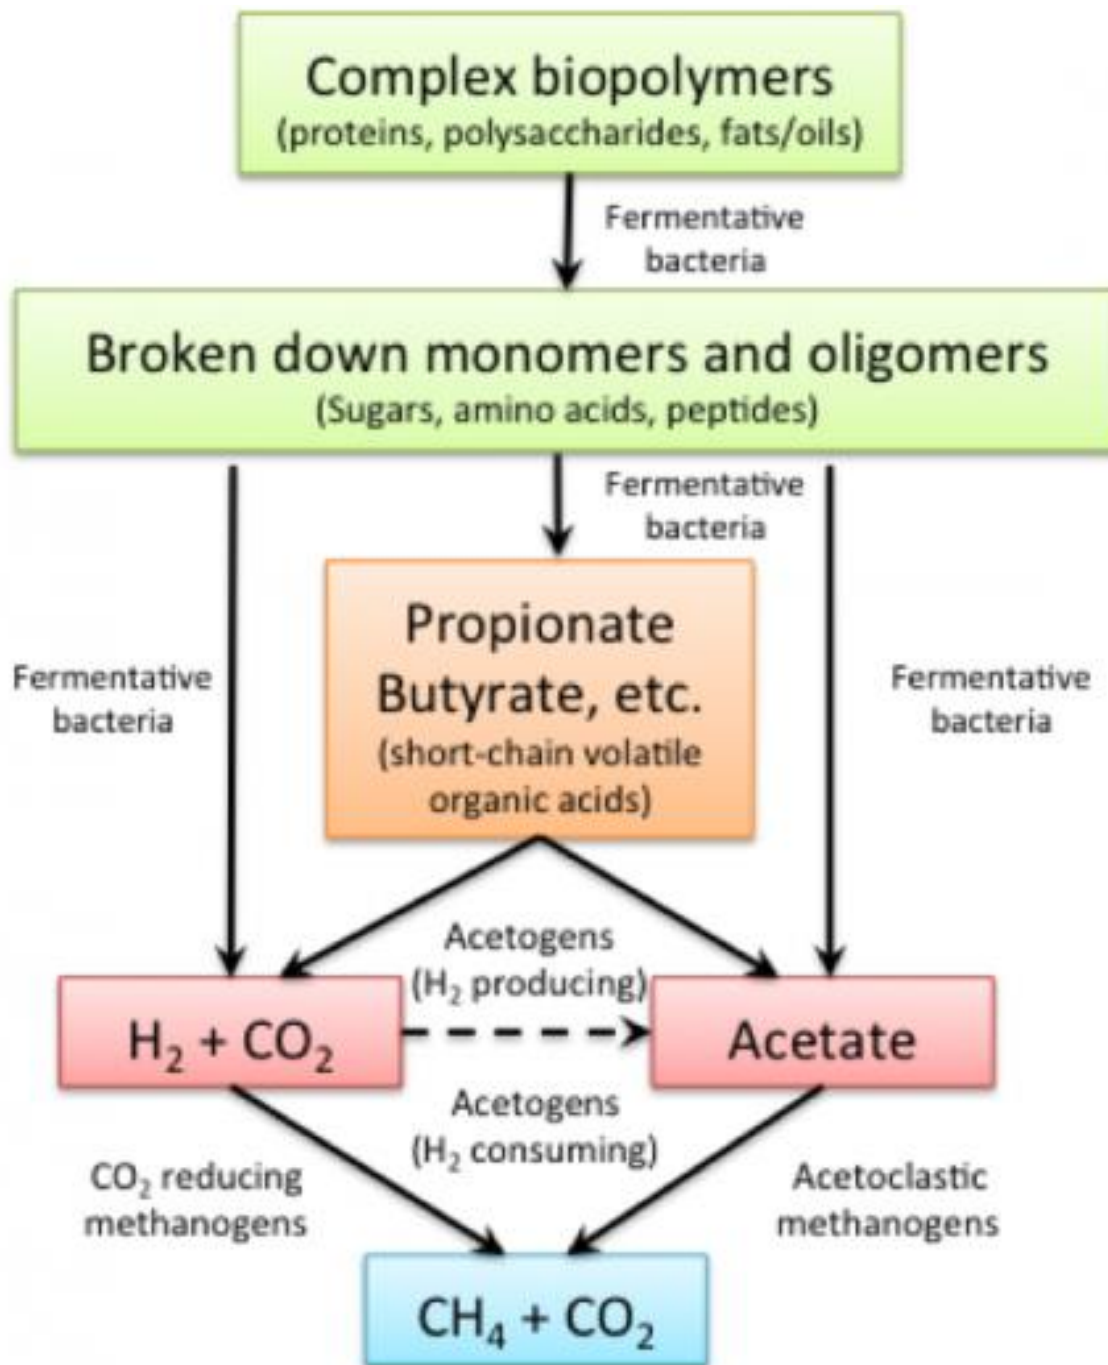 Complex biopolymers
(proteins, polysaccharides, fats/oils)
Fermentative
bacteria
Broken down monomers and oligomers
(Sugars, amino acids, peptides)
Fermentative
bacteria
Propionate
Butyrate, etc.
(short-chain volatile
organic acids)
Fermentative
bacteria
Fermentative
bacteria
Acetogens
(H₂ producing)
H₂ + CO₂
Acetate
Acetogens
(H₂ consuming)
CO₂ reducing
methanogens
Acetoclastic
methanogens
CH₄ + CO₂